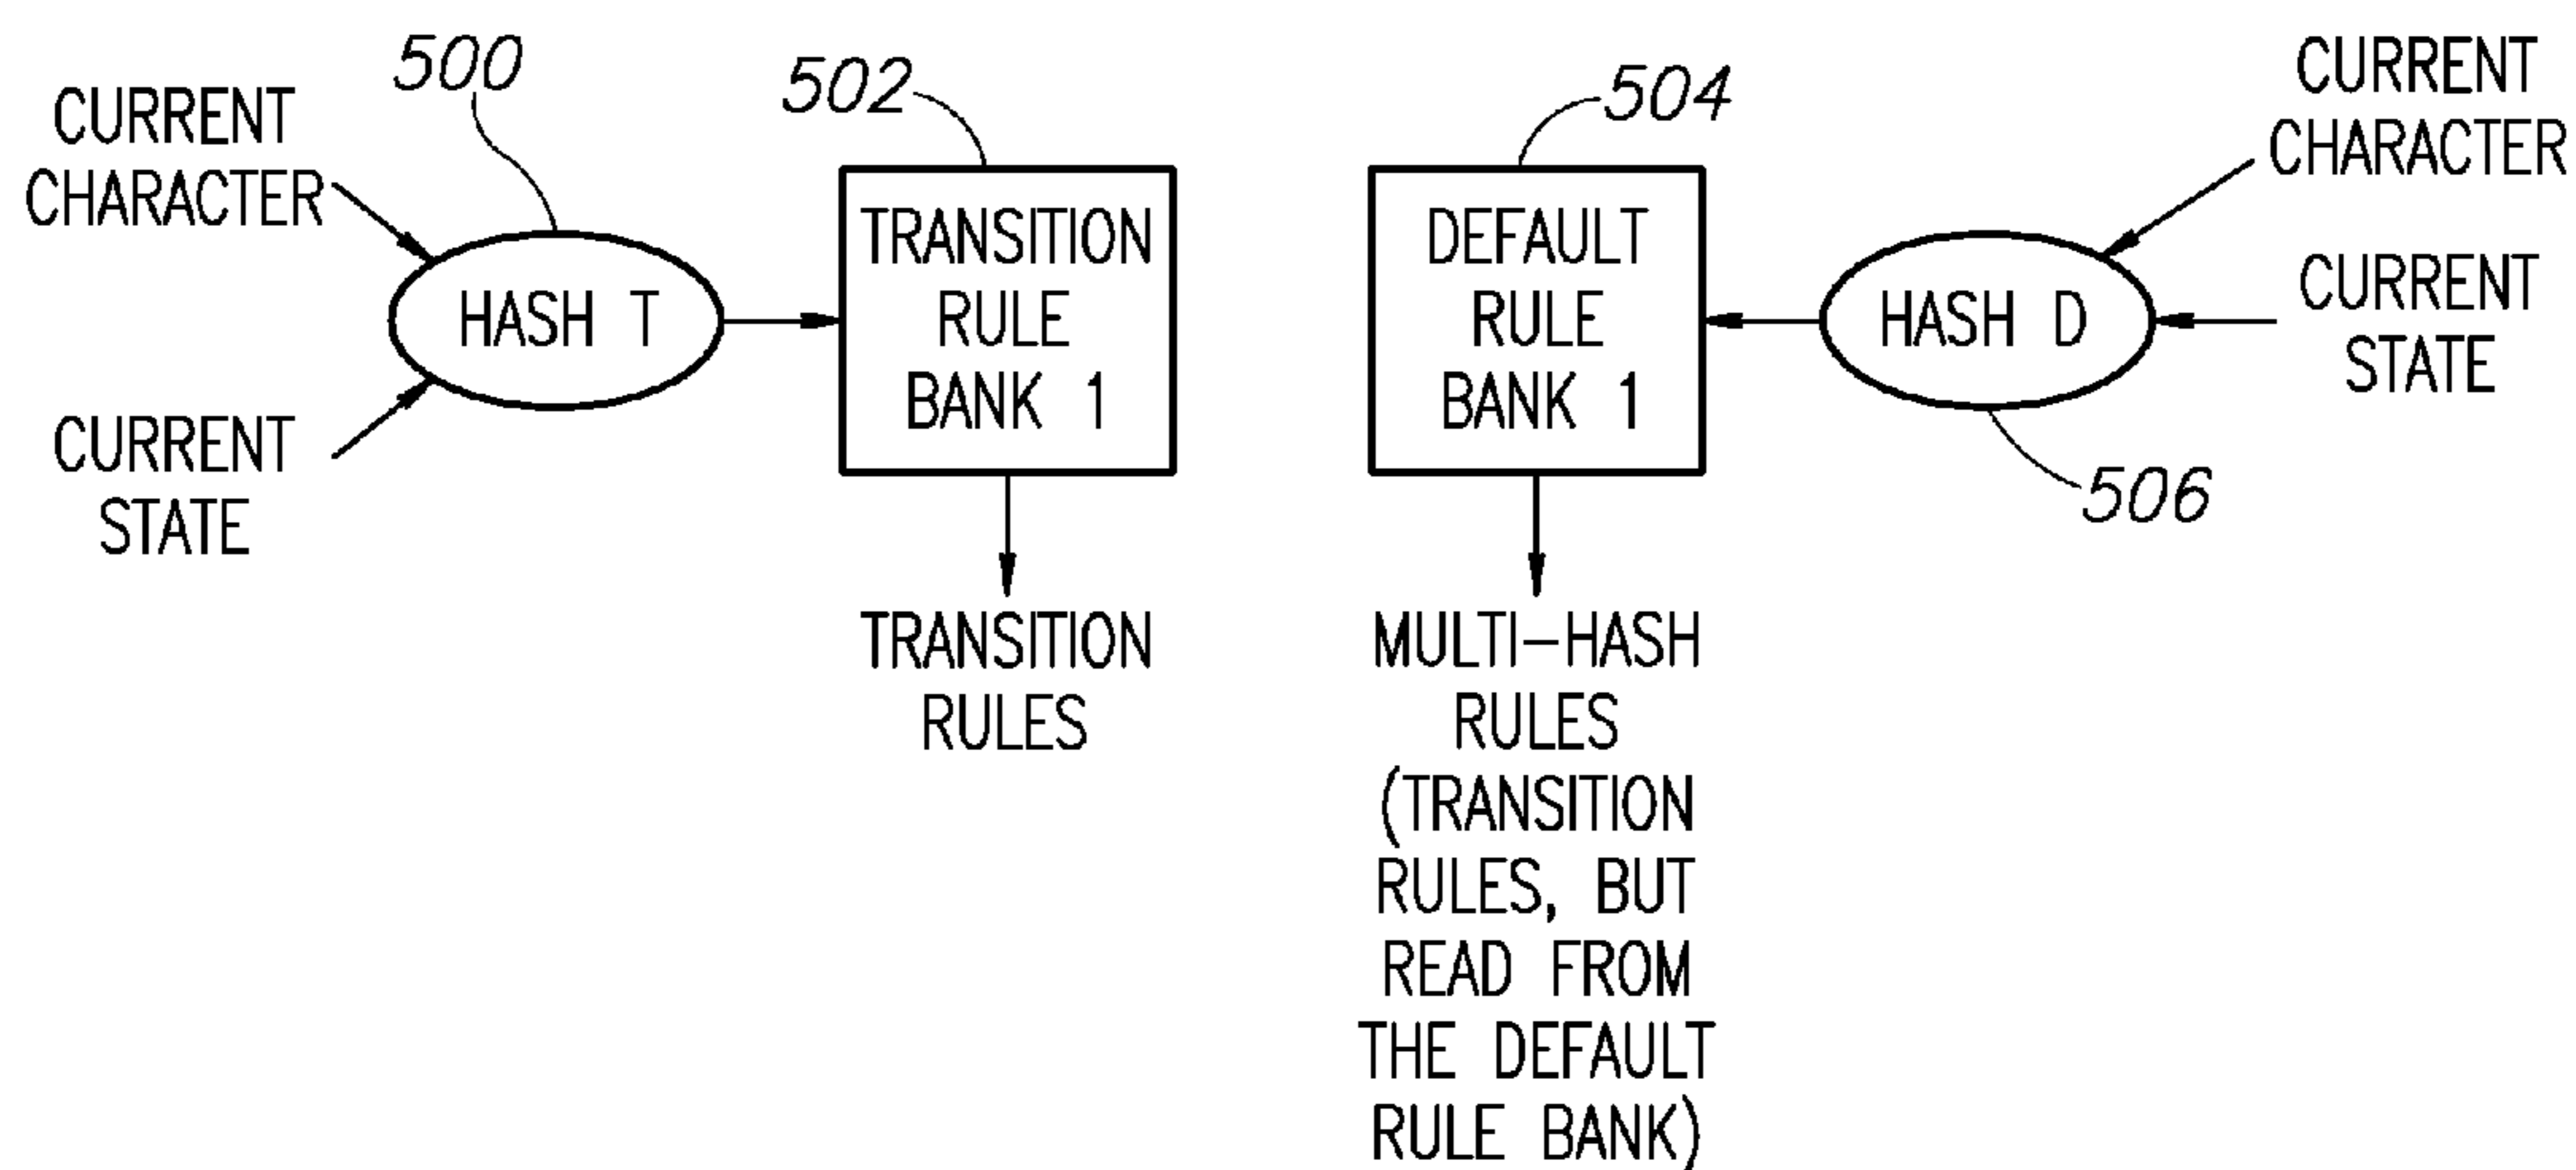 500
CURRENT
CHARACTER
HASH T
CURRENT
STATE
502
TRANSITION
RULE
BANK 1
TRANSITION
RULES
504
DEFAULT
RULE
BANK 1
MULTI-HASH
RULES
(TRANSITION
RULES, BUT
READ FROM
THE DEFAULT
RULE BANK)
CURRENT
CHARACTER
HASH D
CURRENT
STATE
506